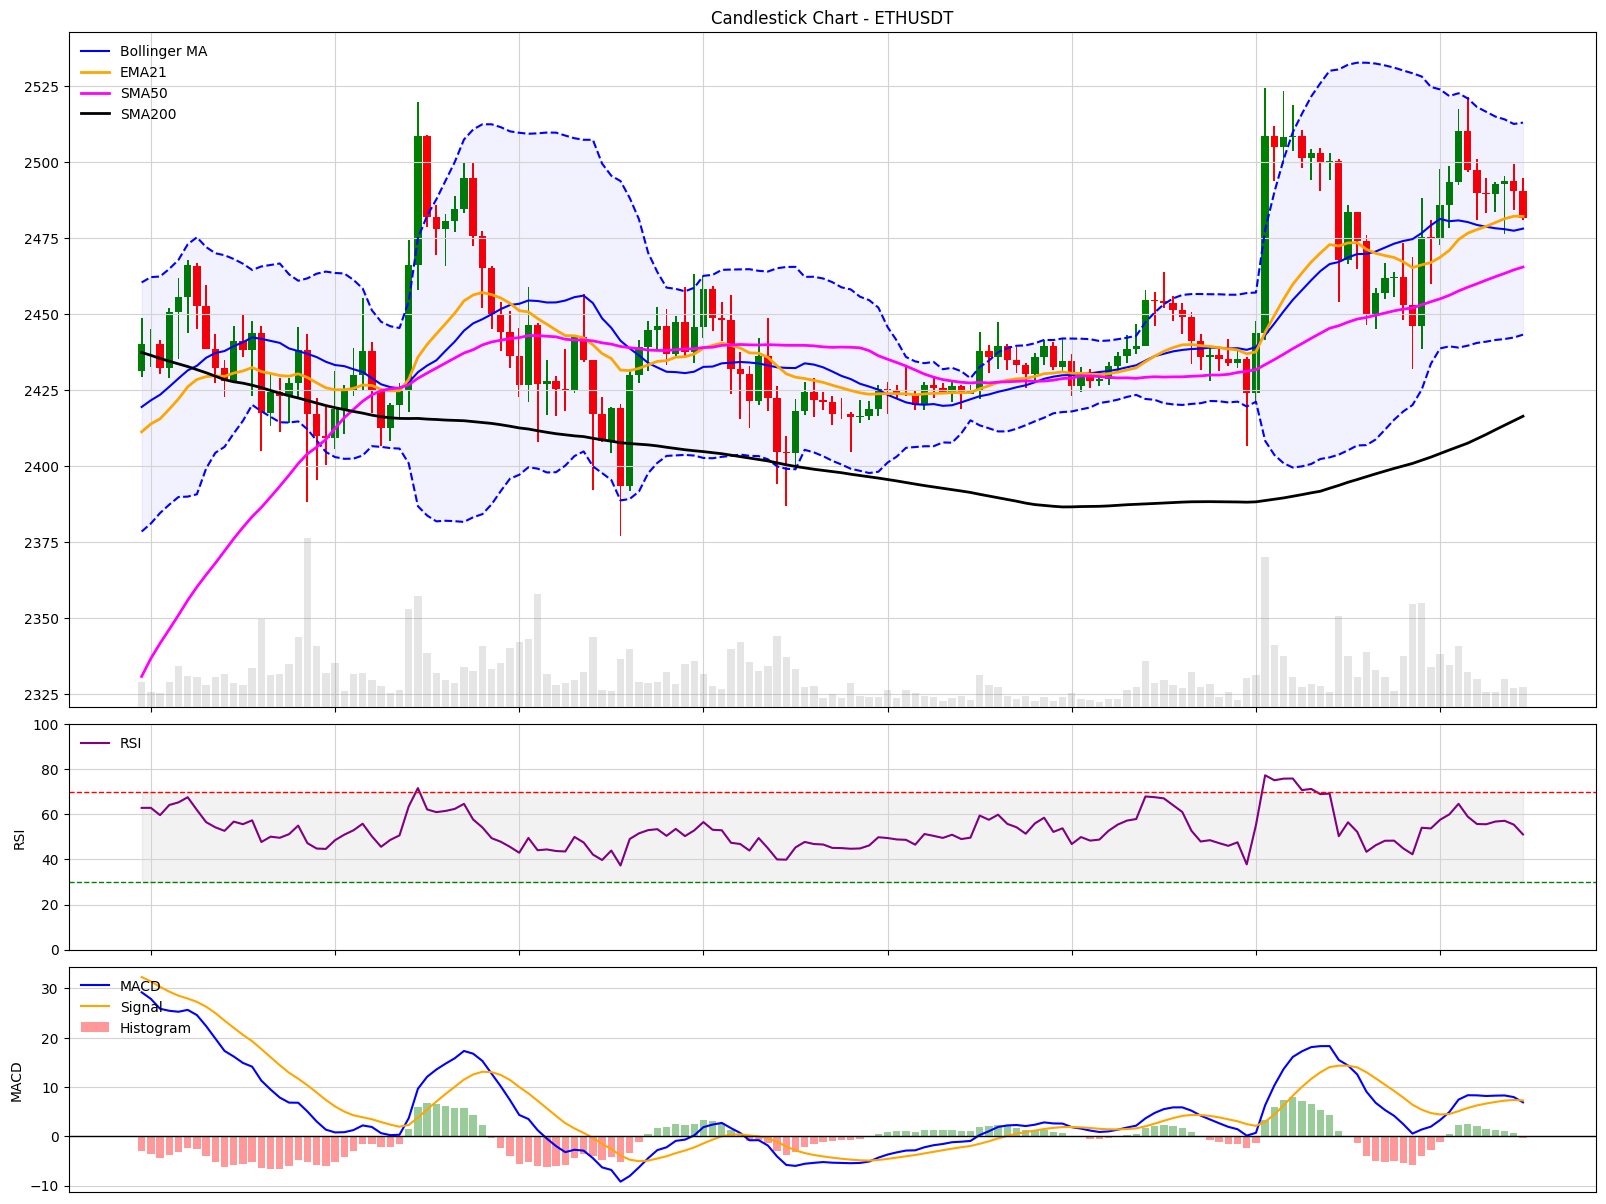 Candlestick Chart - ETHUSDT
Bollinger MA
EMA21
SMA50
SMA200
2525
2500
2475
2450
2425
2400
2375
2350
2325
100
80
60
40
20
0
RSI
RSI
30
20
10
0
−10
MACD
MACD
Signal
Histogram